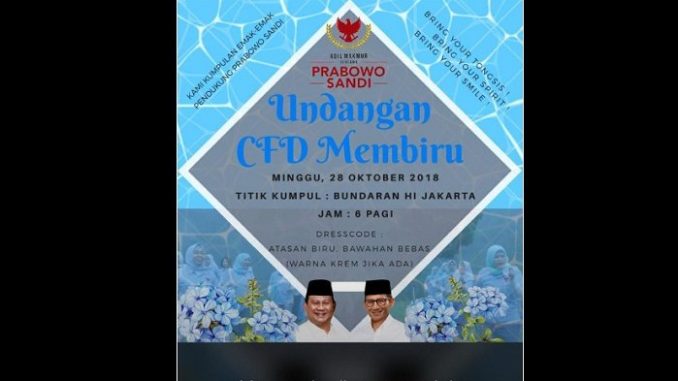 KAMI KUMPULAN EMAK-EMAK
PENDUKUNG PRABOWO SANDI
BRING YOUR TONGSIS !
BRING YOUR SPIRIT !
BRING YOUR SMILE !
ADIL MAKMUR
BERSAMA
PRABOWO
SANDI
Undangan
CFD Membiru
MINGGU, 28 OKTOBER 2018
TITIK KUMPUL : BUNDARAN HI JAKARTA
JAM : 6 PAGI
DRESSCODE :
ATASAN BIRU, BAWAHAN BEBAS
(WARNA KREM JIKA ADA)